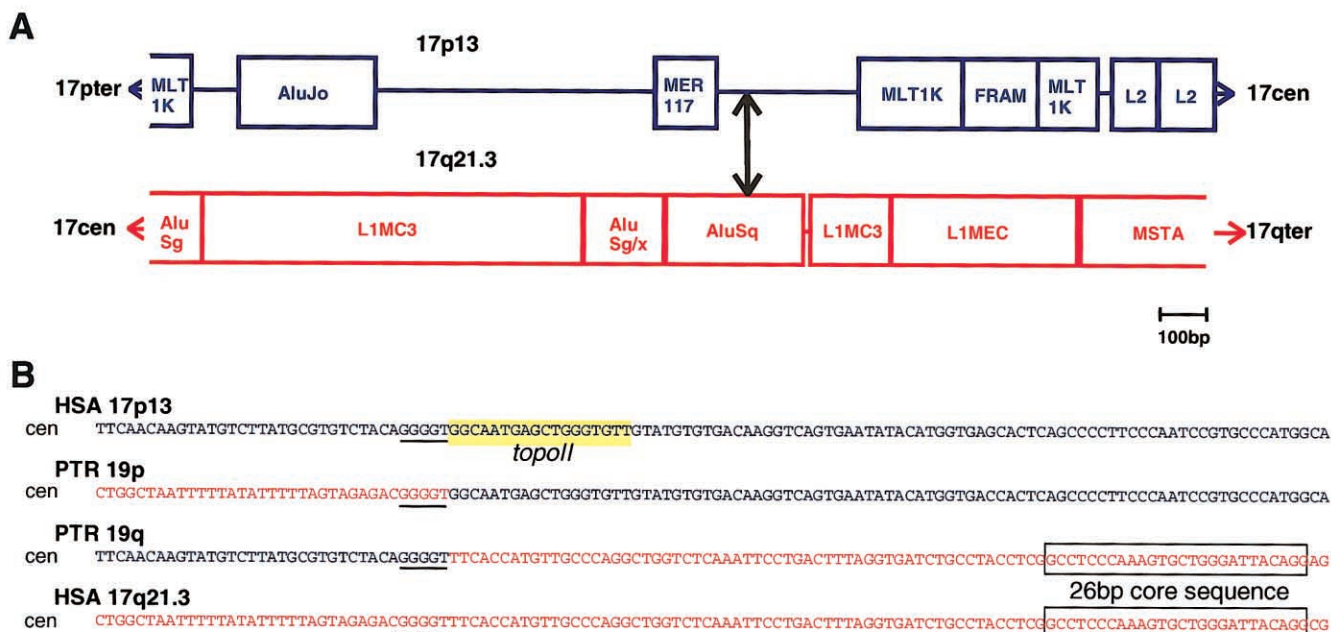 A
17p13
17pter
MLT
1K
AluJo
MER
117
MLT1K
FRAM
MLT
1K
L2
L2
17cen
17q21.3
17cen
Alu
Sg
L1MC3
Alu
Sg/x
AluSq
L1MC3
L1MEC
MSTA
17qter
100bp
B
HSA 17p13
cen TTCAACAAGTATGTCTTATGCGTGTCTACAGGGGTGGCAATGAGCTGGGTGTTGTATGTGTGACAAGGTCAGTGAATATACATGGTGAGCACTCAGCCCCTTCCCAATCCGTGCCCATGGCA
topoII
PTR 19p
cen CTGGCTAATTTTTATATTTTTAGTAGAGACGGGGTGGCAATGAGCTGGGTGTTGTATGTGTGACAAGGTCAGTGAATATACATGGTGACCACTCAGCCCCTTCCCAATCCGTGCCCATGGCA
PTR 19q
cen TTCAACAAGTATGTCTTATGCGTGTCTACAGGGGTTTCACCATGTTGCCCAGGCTGGTCTCAAATTCCTGACTTTAGGTGATCTGCCTACCTCGGCCTCCCAAAGTGCTGGGATTACAGGAG
26bp core sequence
HSA 17q21.3
cen CTGGCTAATTTTTATATTTTTAGTAGAGACGGGGTTTCACCATGTTGCCCAGGCTGGTCTCAAATTCCTGACTTTAGGTGATCTGCCTACCTCGGCCTCCCAAAGTGCTGGGATTACAGGCG